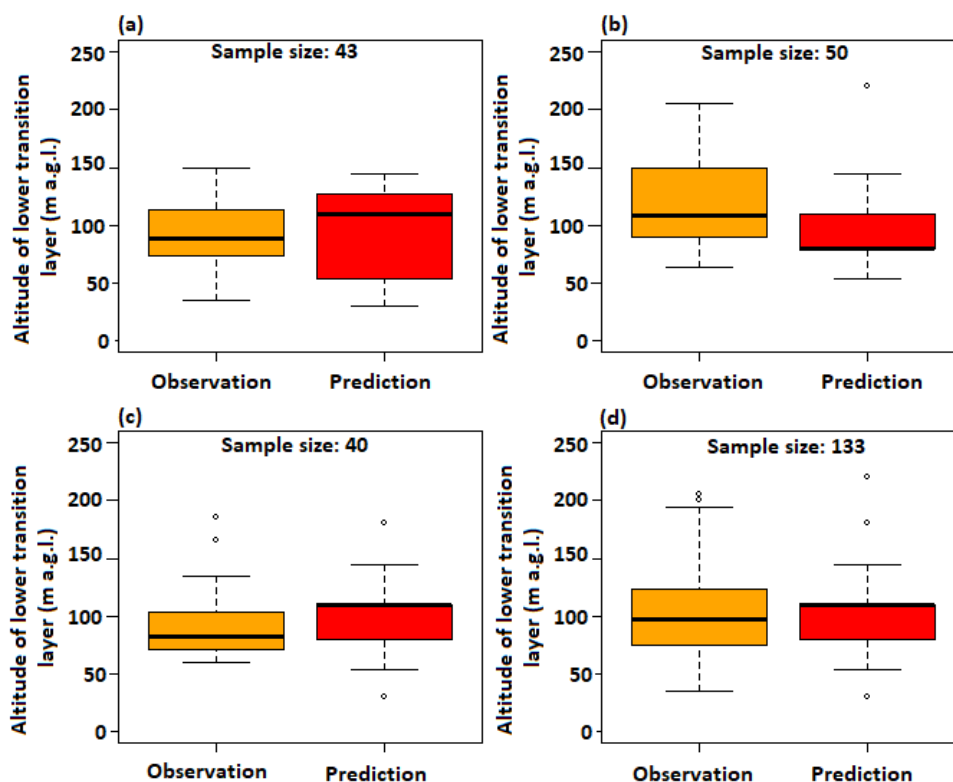 (a)
Sample size: 43
Altitude of lower transition
layer (m a.g.l.)
250
200
150
100
50
0
Observation
Prediction
(b)
Sample size: 50
Altitude of lower transition
layer (m a.g.l.)
250
200
150
100
50
0
Observation
Prediction
(c)
Sample size: 40
Altitude of lower transition
layer (m a.g.l.)
250
200
150
100
50
0
Observation
Prediction
(d)
Sample size: 133
Altitude of lower transition
layer (m a.g.l.)
250
200
150
100
50
0
Observation
Prediction